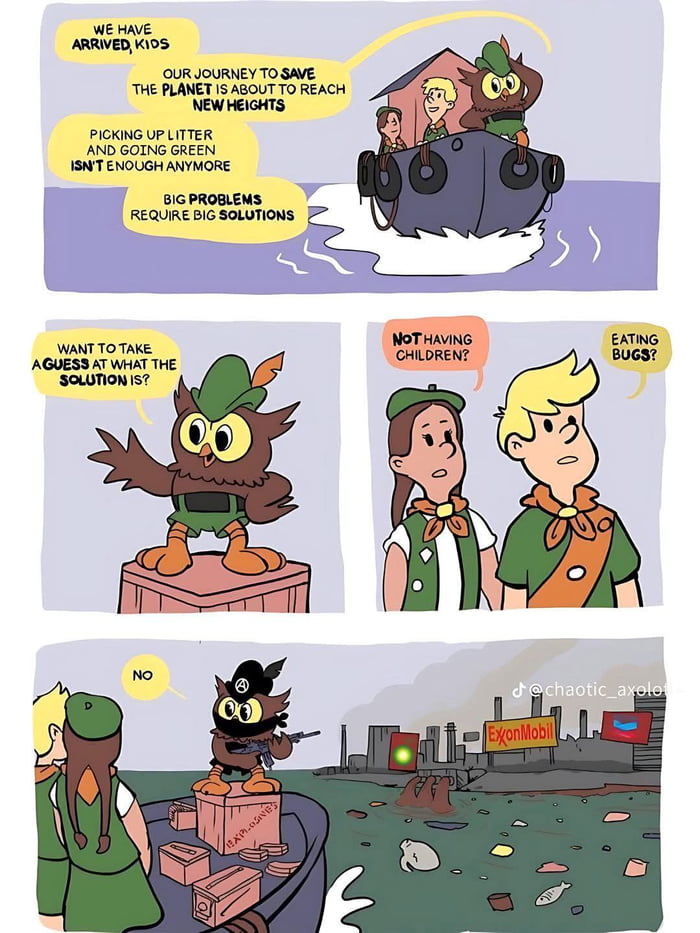 WE HAVE
ARRIVED, KIDS
OUR JOURNEY TO SAVE
THE PLANET IS ABOUT TO REACH
NEW HEIGHTS
PICKING UP LITTER
AND GOING GREEN
ISN'T ENOUGH ANYMORE
BIG PROBLEMS
REQUIRE BIG SOLUTIONS
WANT TO TAKE
A GUESS AT WHAT THE
SOLUTION IS?
NOT HAVING
CHILDREN?
EATING
BUGS?
NO
@chaotic_axolot
ExxonMobil
EXPLOSIVES